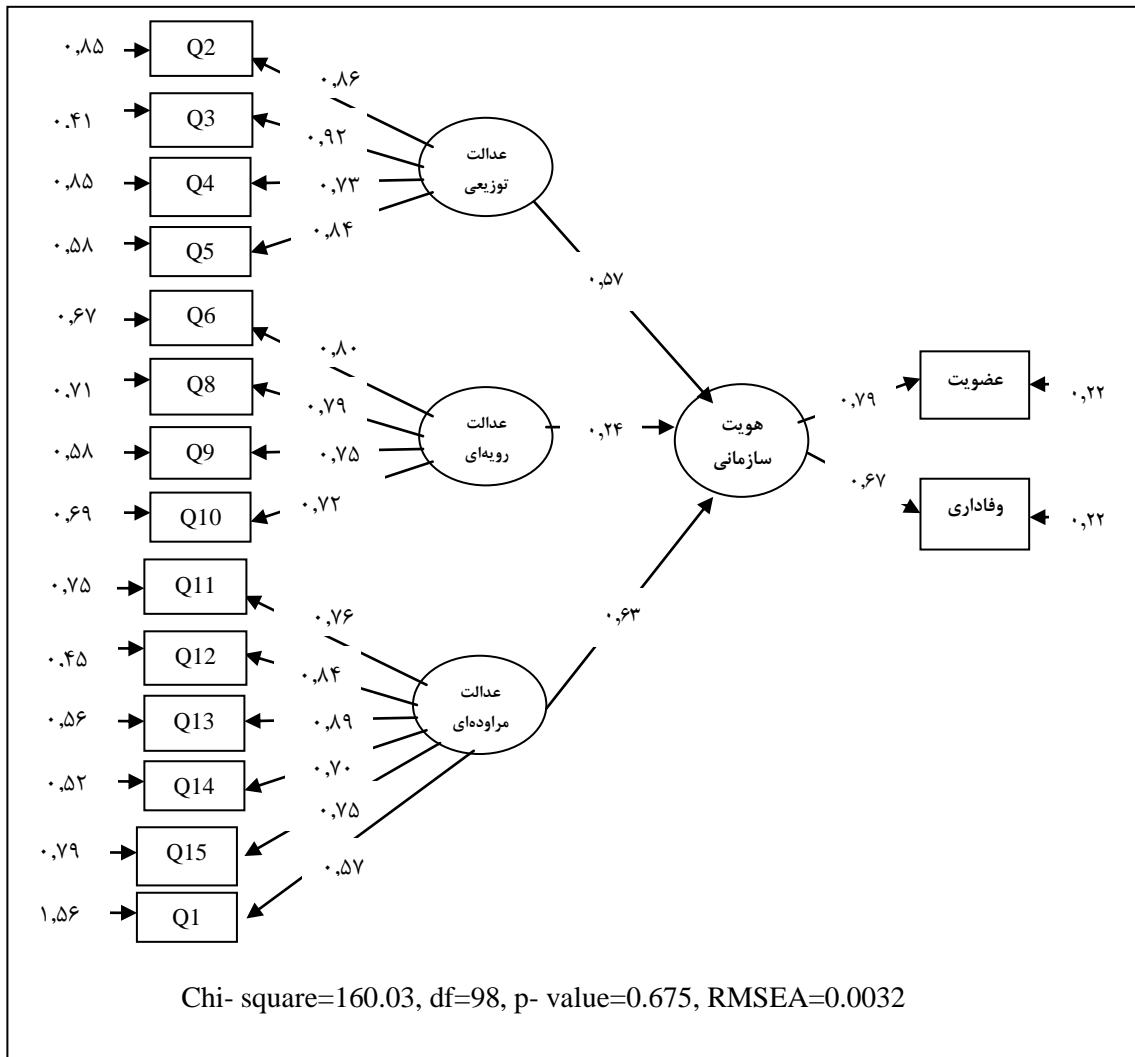 ۰,۸۵
Q2
۰,۸۶
۰.۴۱
Q3
۰,۹۲
۰,۸۵
Q4
۰,۷۳
۰,۵۸
Q5
۰,۸۴
عدالت
توزیعی
۰,۵۷
۰,۶۷
Q6
۰,۸۰
۰.۷۱
Q8
۰,۷۹
۰,۵۸
Q9
۰,۷۵
۰,۶۹
Q10
۰,۷۲
عدالت
رویه‌ای
۰,۲۴
هویت
سازمانی
۰,۷۹
عضویت
۰,۲۲
۰,۶۷
وفاداری
۰,۲۲
۰,۷۵
Q11
۰,۷۶
۰.۴۵
Q12
۰,۸۴
۰,۵۶
Q13
۰,۸۹
۰,۵۲
Q14
۰,۷۰
۰,۷۹
Q15
۰,۷۵
۱,۵۶
Q1
۰,۵۷
عدالت
مراوده‌ای
۰,۶۳
Chi- square=160.03, df=98, p- value=0.675, RMSEA=0.0032